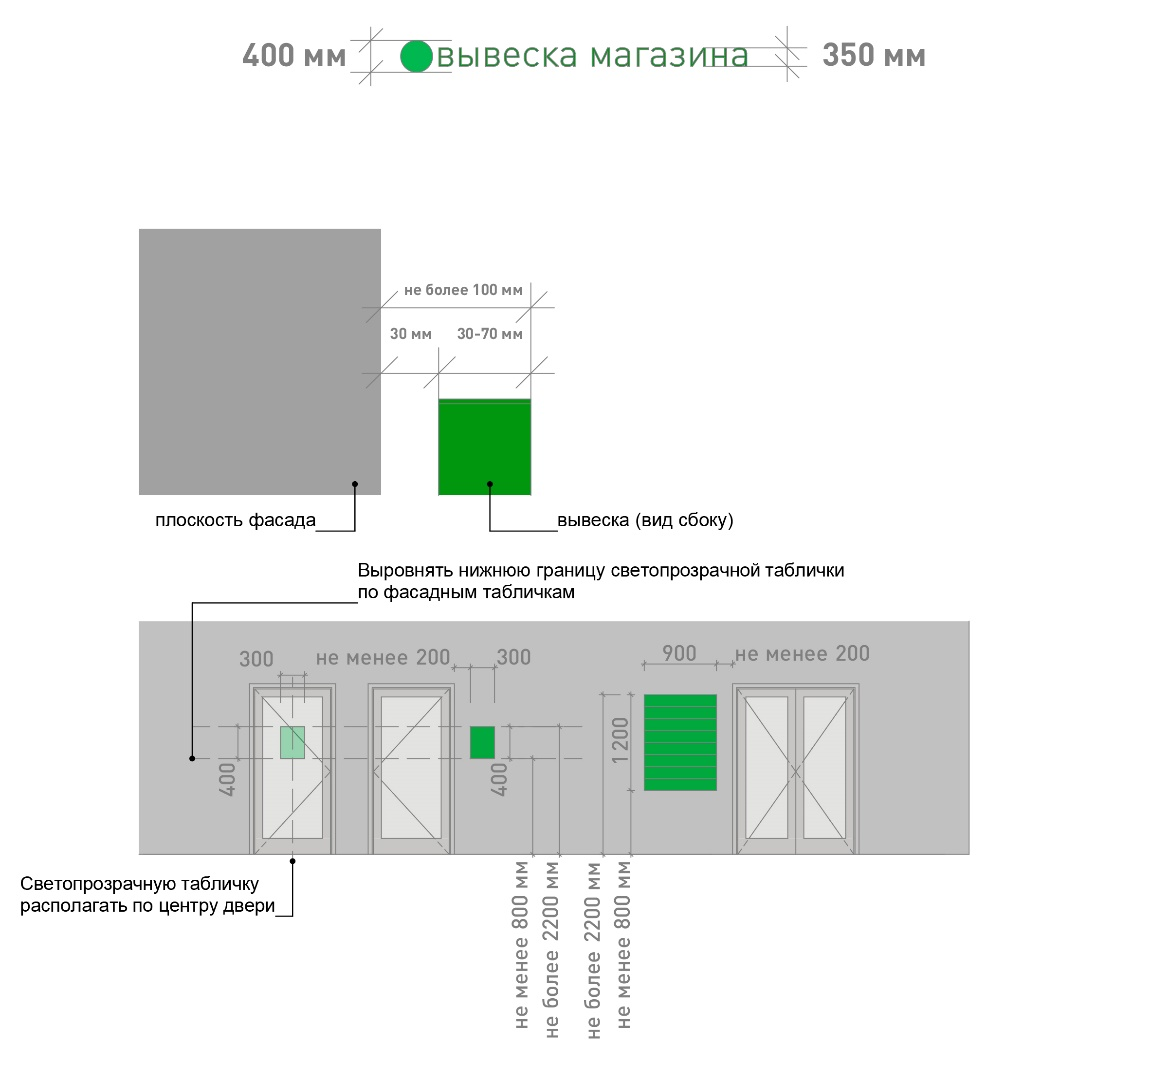 400 мм
вывеска магазина
350 мм
не более 100 мм
30 мм
30-70 мм
плоскость фасада
вывеска (вид сбоку)
Выровнять нижнюю границу светопрозрачной таблички
по фасадным табличкам
300
не менее 200
300
900
не менее 200
400
400
1200
Светопрозрачную табличку
располагать по центру двери
не менее 800 мм
не более 2200 мм
не более 2200 мм
не менее 800 мм